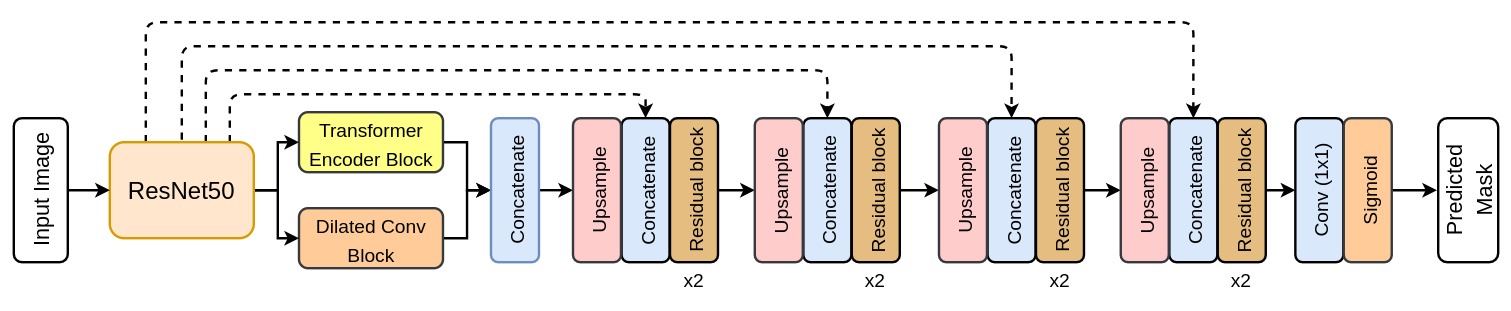 Input Image
ResNet50
Transformer
Encoder Block
Dilated Conv
Block
Concatenate
Upsample
Concatenate
Residual block
x2
Upsample
Concatenate
Residual block
x2
Upsample
Concatenate
Residual block
x2
Upsample
Concatenate
Residual block
x2
Conv (1x1)
Sigmoid
Predicted
Mask